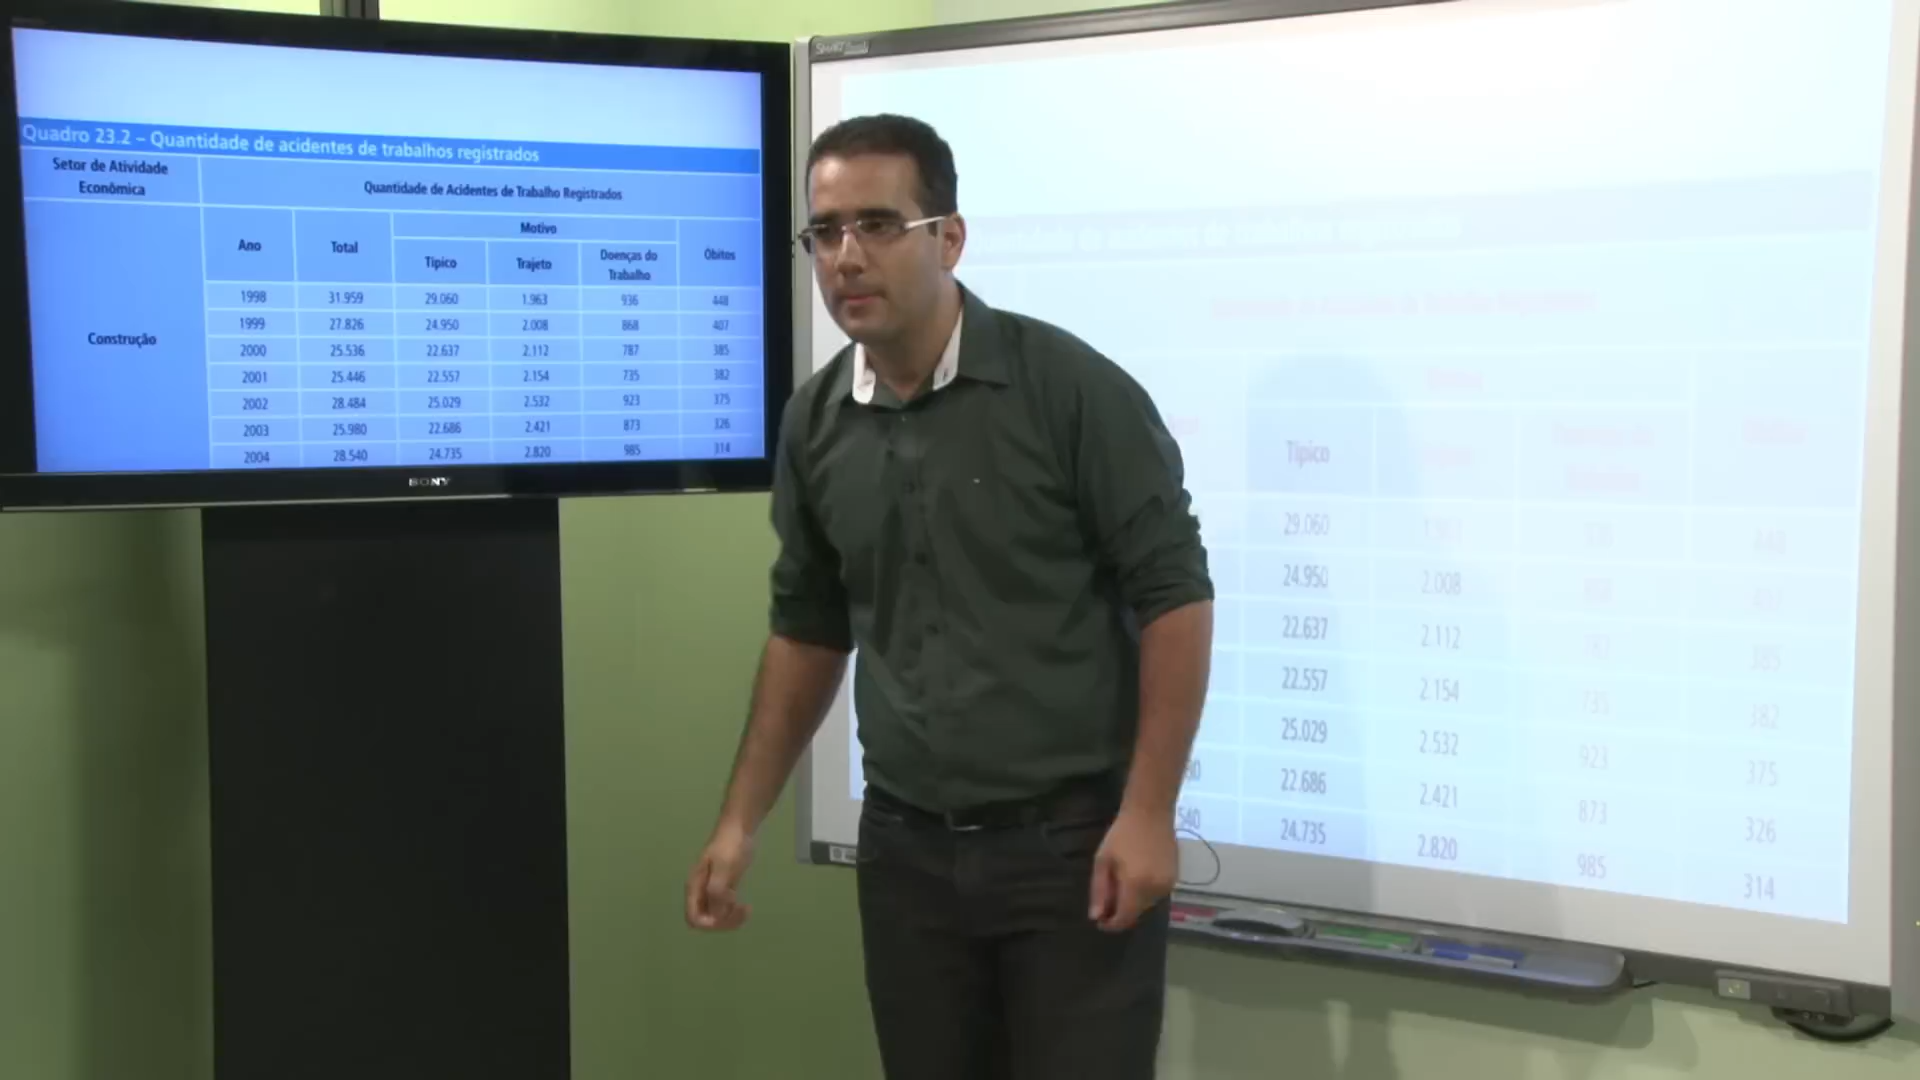 Quadro 23.2 – Quantidade de acidentes de trabalhos registrados
Setor de Atividade
Econômica
Quantidade de Acidentes de Trabalho Registrados
Construção
Ano Total Motivo Óbitos
Típico Trajeto Doenças do
Trabalho
1998 31.959 29.060 1.963 936 448
1999 27.826 24.950 2.008 868 407
2000 25.536 22.637 2.112 787 385
2001 25.446 22.557 2.154 735 382
2002 28.484 25.029 2.532 923 375
2003 25.980 22.686 2.421 873 326
2004 28.540 24.735 2.820 985 314
SONY
SMART
Típico
29.060
24.950 2.008
22.637 2.112 385
22.557 2.154 735 382
25.029 2.532 923 375
22.686 2.421 873 326
540 24.735 2.820 985 314